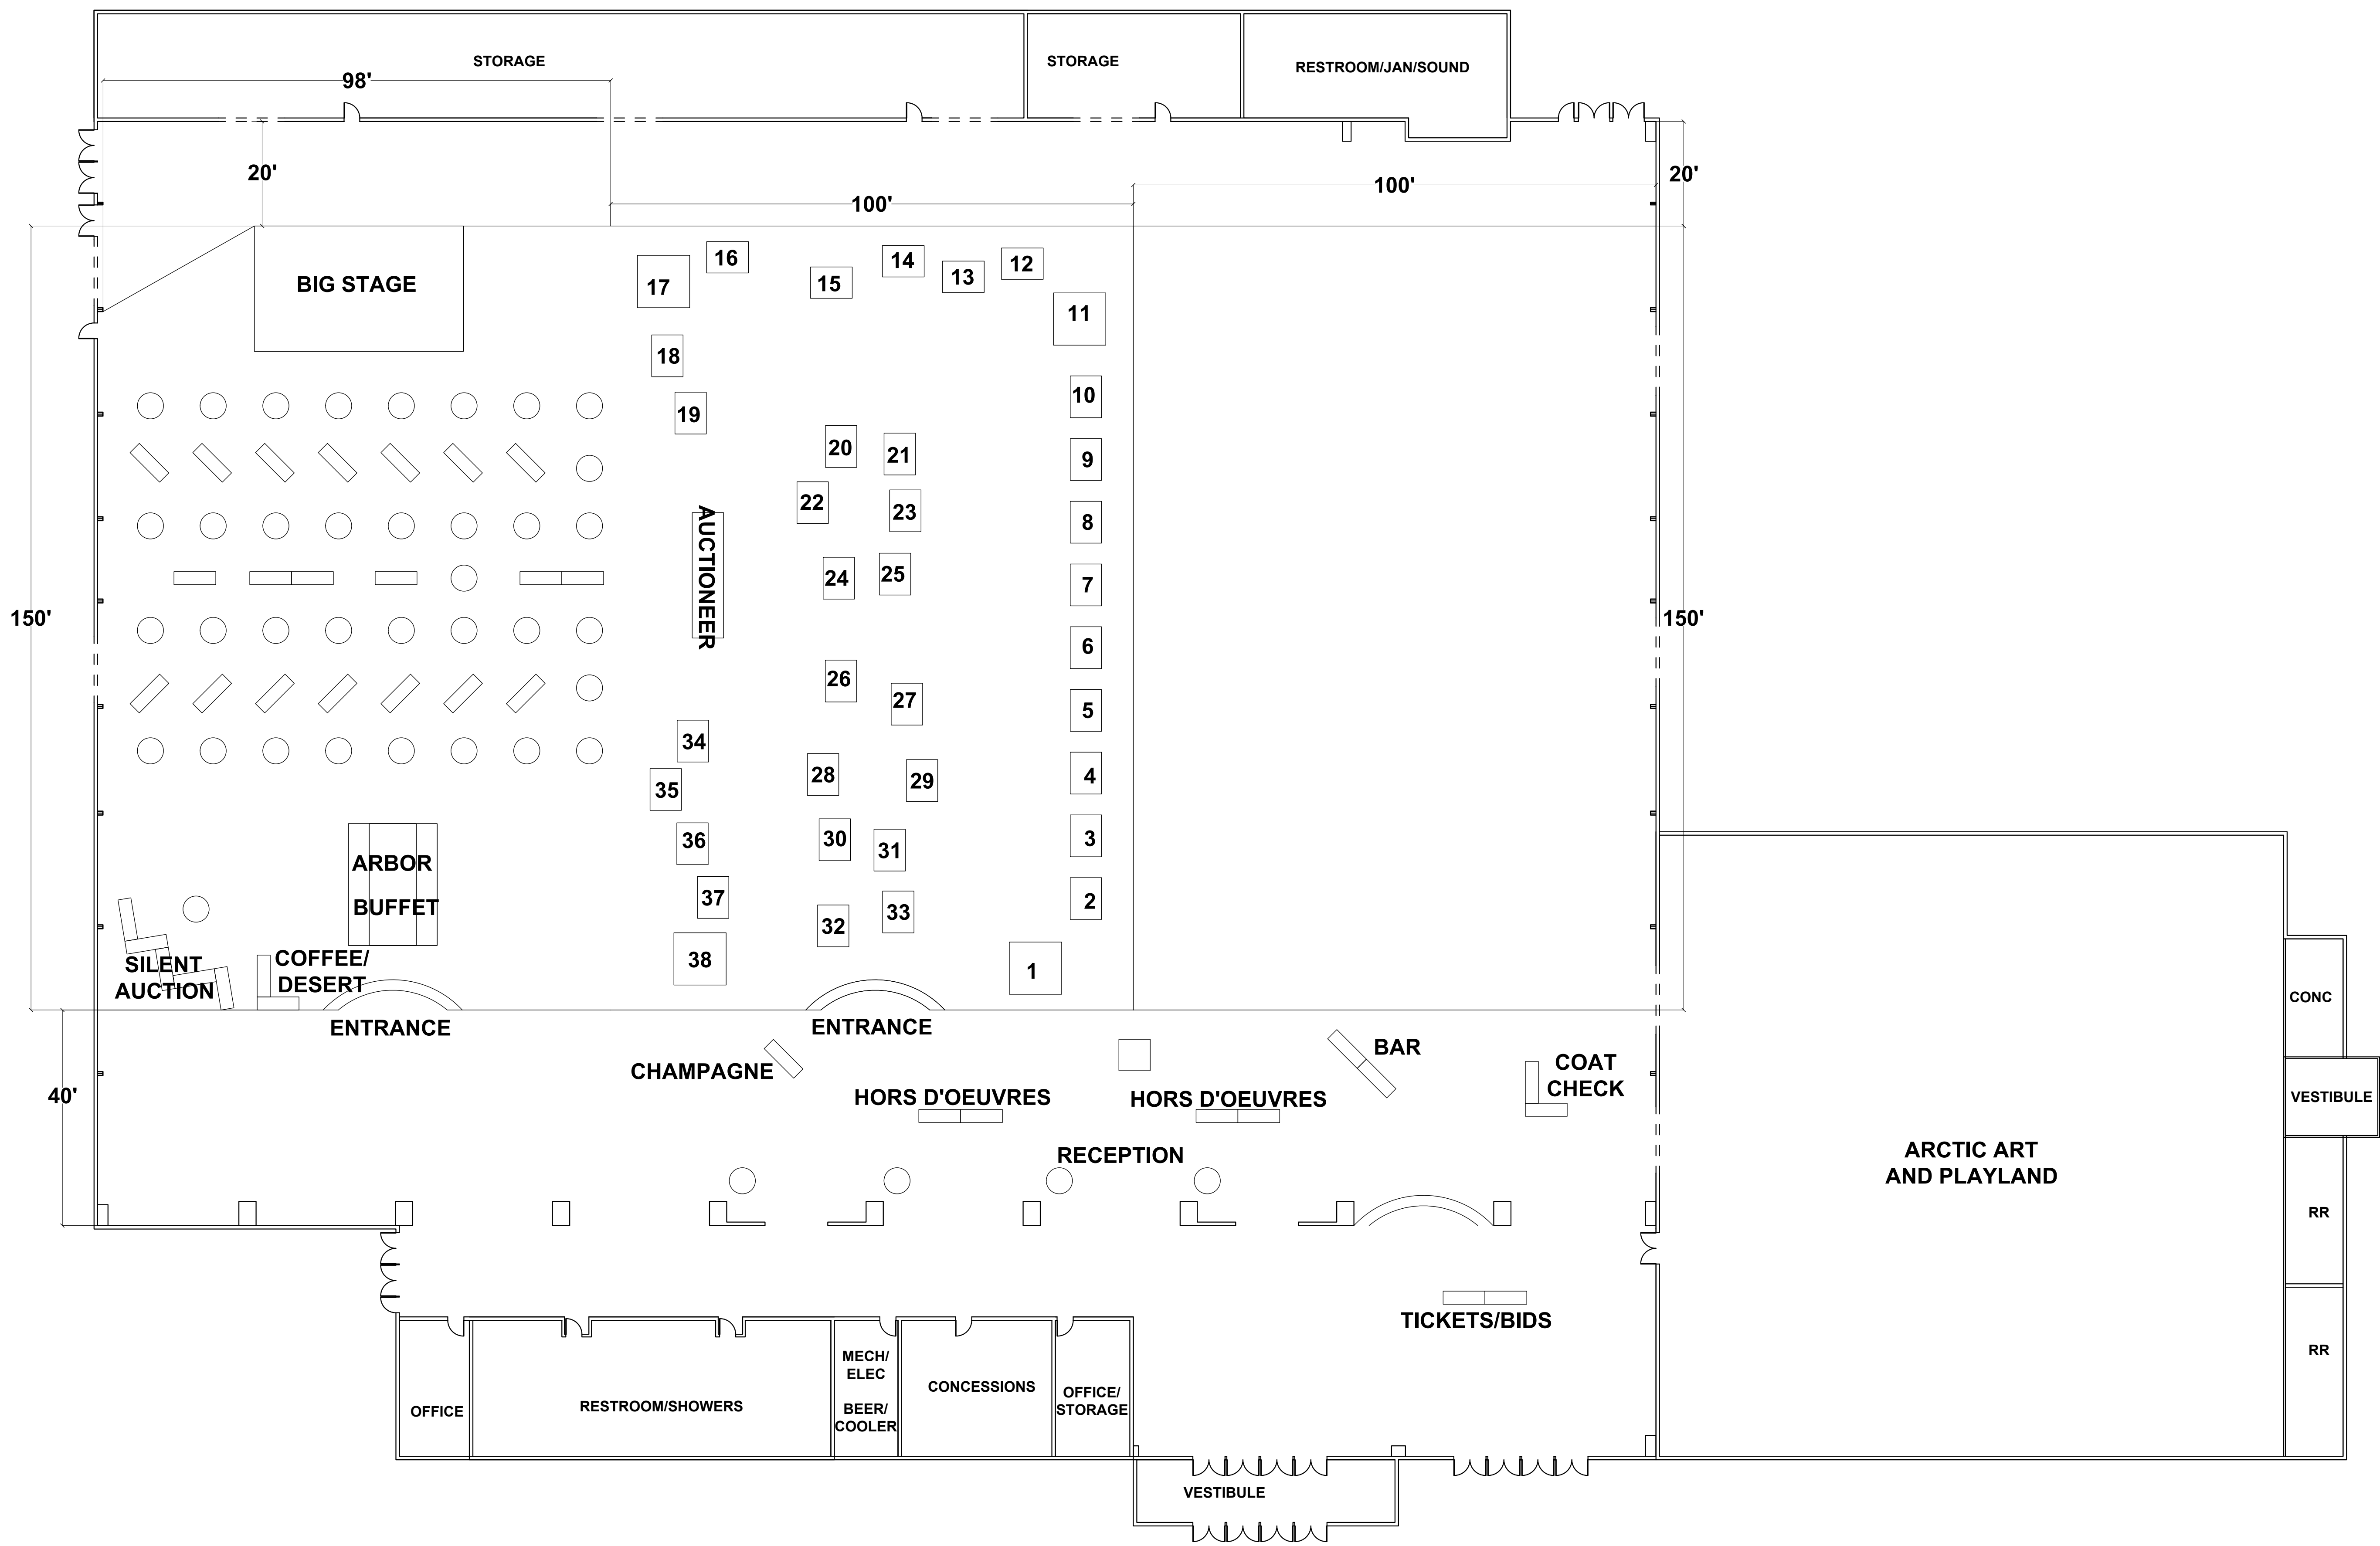 STORAGE
STORAGE
RESTROOM/JAN/SOUND
98'
20'
20'
100'
100'
BIG STAGE
16
14
12
15
13
17
11
18
10
19
20
21
9
22
23
8
AUCTIONEER
24
25
7
150'
150'
6
26
27
5
34
28
29
4
35
36
30
31
3
ARBOR
BUFFET
37
32
33
2
38
1
SILENT
AUCTION
COFFEE/
DESERT
CONC
ENTRANCE
ENTRANCE
CHAMPAGNE
BAR
COAT
CHECK
40'
HORS D'OEUVRES
HORS D'OEUVRES
VESTIBULE
RECEPTION
ARCTIC ART
AND PLAYLAND
RR
TICKETS/BIDS
RR
OFFICE
RESTROOM/SHOWERS
MECH/
ELEC
BEER/
COOLER
CONCESSIONS
OFFICE/
STORAGE
VESTIBULE